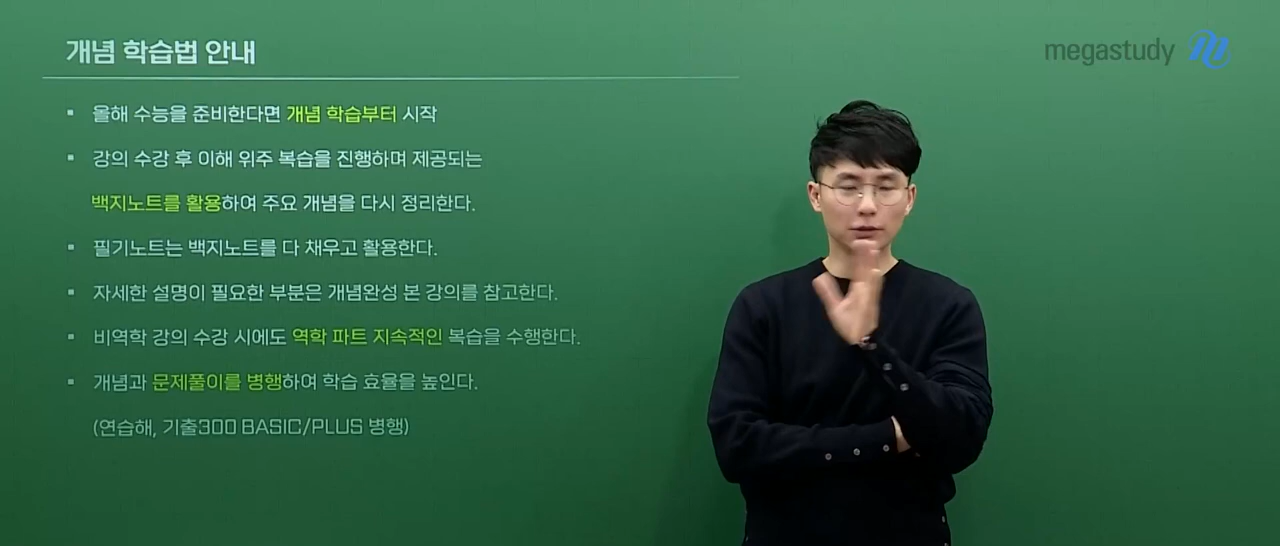 개념 학습법 안내
megastudy
올해 수능을 준비한다면 개념 학습부터 시작
강의 수강 후 이해 위주 복습을 진행하며 제공되는
백지노트를 활용하여 주요 개념을 다시 정리한다.
필기노트는 백지노트를 다 채우고 활용한다.
자세한 설명이 필요한 부분은 개념완성 본 강의를 참고한다.
비역학 강의 수강 시에도 역학 파트 지속적인 복습을 수행한다.
개념과 문제풀이를 병행하여 학습 효율을 높인다.
(연습해, 기출300 BASIC/PLUS 병행)